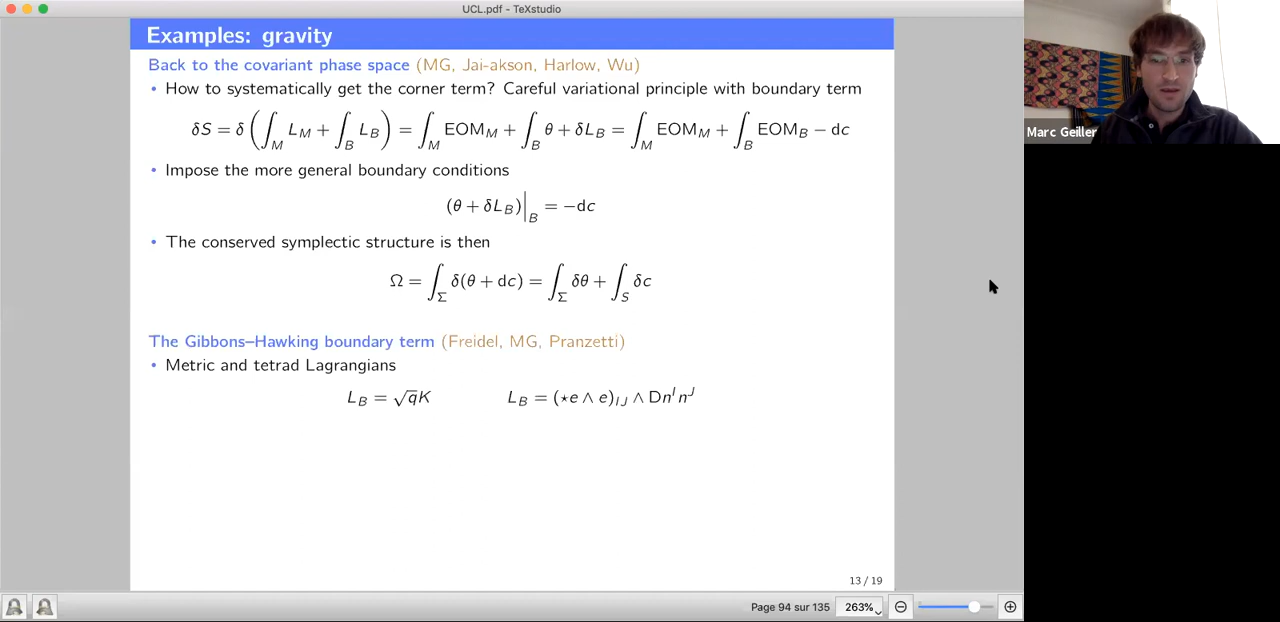 UCL.pdf - TeXstudio
Examples: gravity
Back to the covariant phase space (MG, Jai-akson, Harlow, Wu)
• How to systematically get the corner term? Careful variational principle with boundary term
δS = δ (∫_M L_M + ∫_B L_B) = ∫_M EOM_M + ∫_B θ + δL_B = ∫_M EOM_M + ∫_B EOM_B − dc
• Impose the more general boundary conditions
(θ + δL_B)|_B = −dc
• The conserved symplectic structure is then
Ω = ∫_Σ δ(θ + dc) = ∫_Σ δθ + ∫_S δc
The Gibbons–Hawking boundary term (Freidel, MG, Pranzetti)
• Metric and tetrad Lagrangians
L_B = √q K L_B = (⋆e ∧ e)_{IJ} ∧ Dn^I n^J
13 / 19
Page 94 sur 135 263%
Marc Geiller